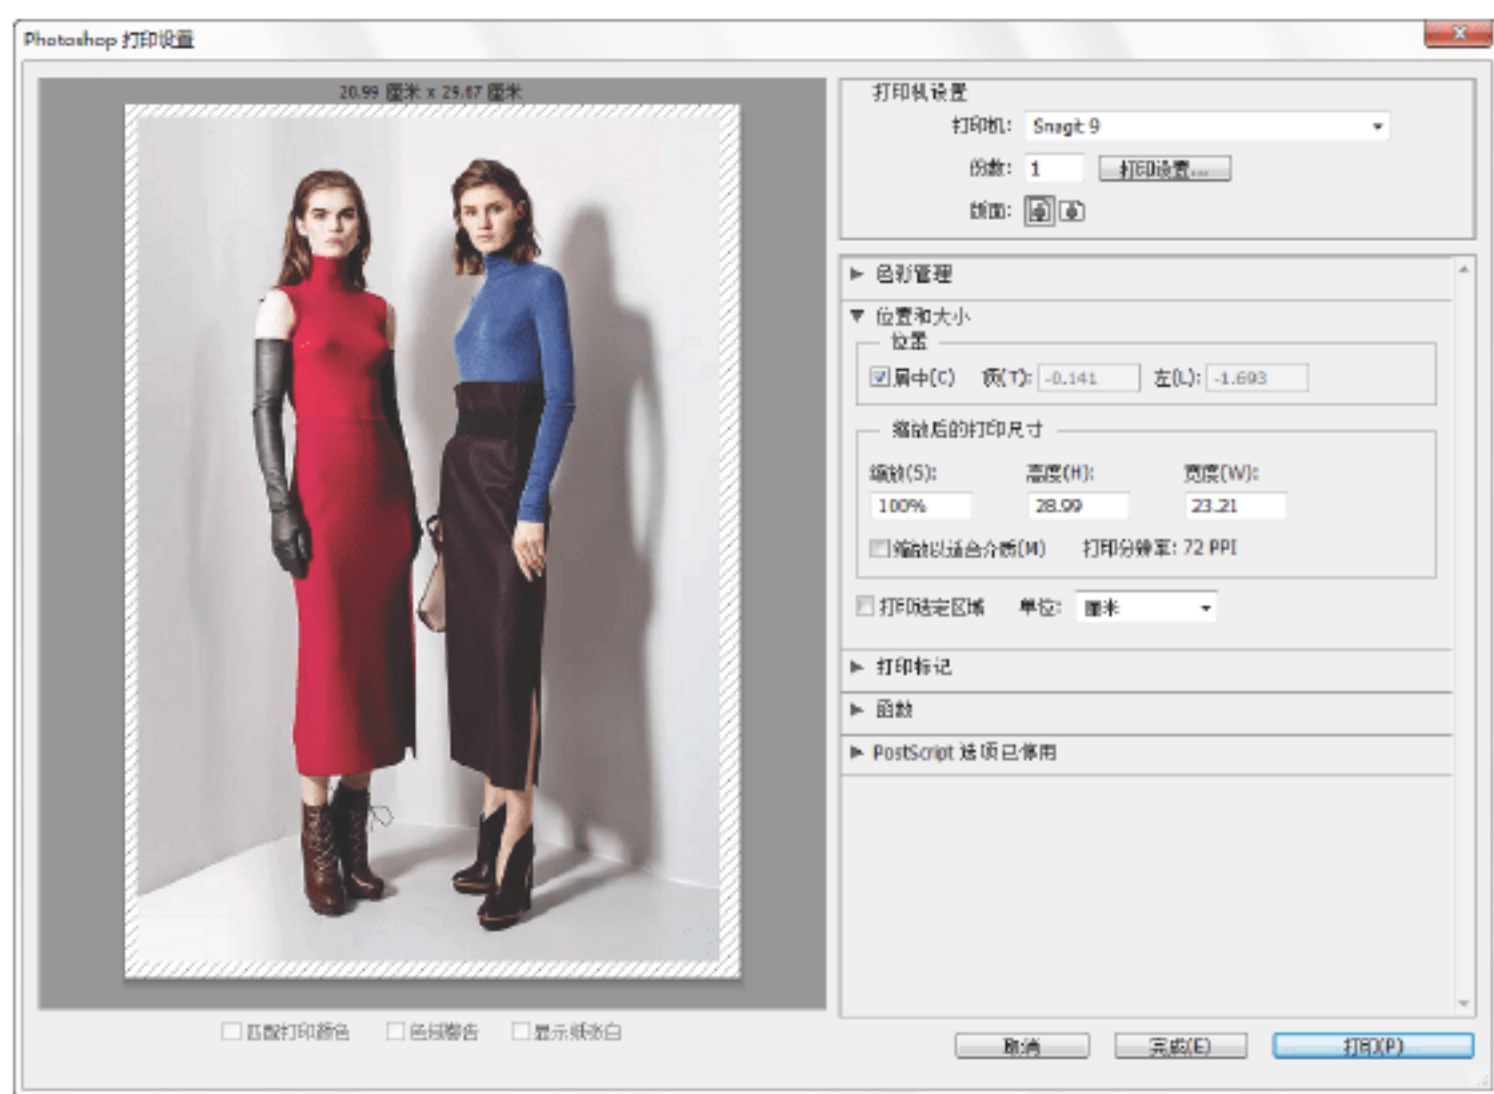 Photoshop 打印设置
20.99 厘米 x 29.67 厘米
打印机设置
打印机: Snagit 9
份数: 1 打印设置...
版面:
色彩管理
位置和大小
位置
居中(C) 顶(T): -0.141 左(L): -1.693
缩放后的打印尺寸
缩放(S): 高度(H): 宽度(W):
100% 28.99 23.21
缩放以适合介质(M) 打印分辨率: 72 PPI
打印选定区域 单位: 厘米
打印标记
函数
PostScript 选项已停用
匹配打印颜色 色域警告 显示纸张白
取消 完成(E) 打印(P)